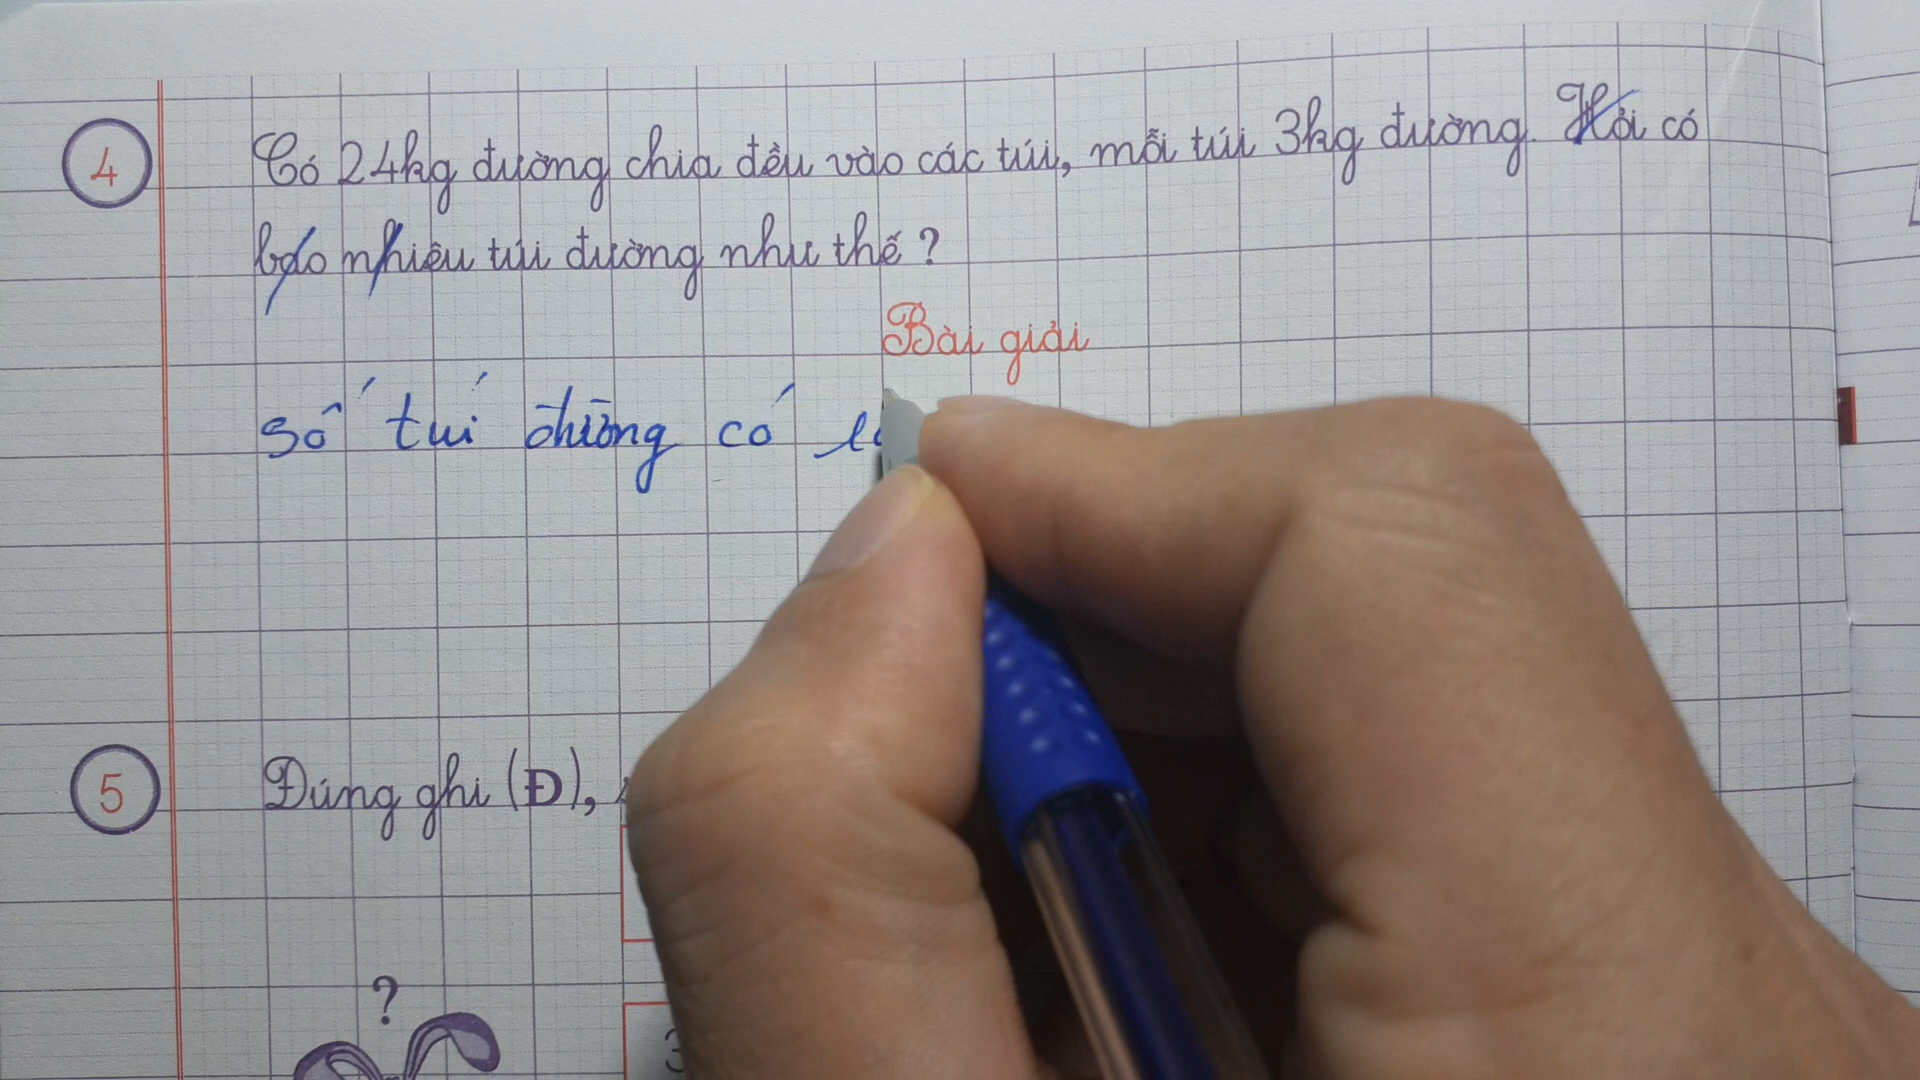 4 Có 24kg đường chia đều vào các túi, mỗi túi 3kg đường. Hỏi có
bao nhiêu túi đường như thế?
Bài giải
số túi đường có
5 Đúng ghi (Đ),
?
3